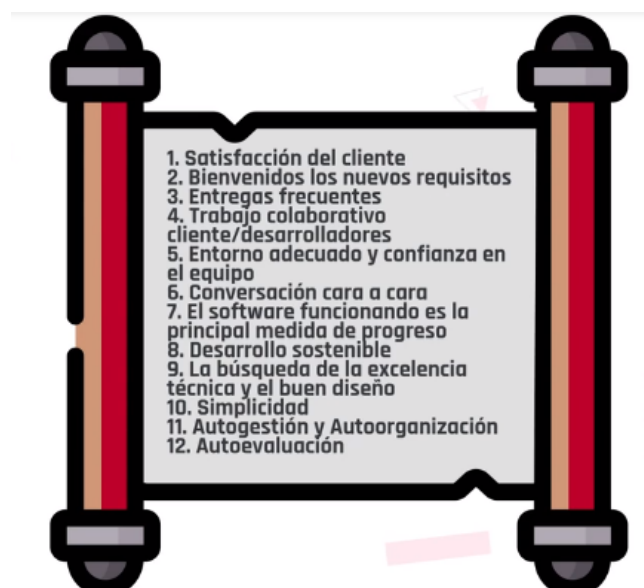 1. Satisfacción del cliente
2. Bienvenidos los nuevos requisitos
3. Entregas frecuentes
4. Trabajo colaborativo
cliente/desarrolladores
5. Entorno adecuado y confianza en
el equipo
6. Conversación cara a cara
7. El software funcionando es la
principal medida de progreso
8. Desarrollo sostenible
9. La búsqueda de la excelencia
técnica y el buen diseño
10. Simplicidad
11. Autogestión y Autoorganización
12. Autoevaluación